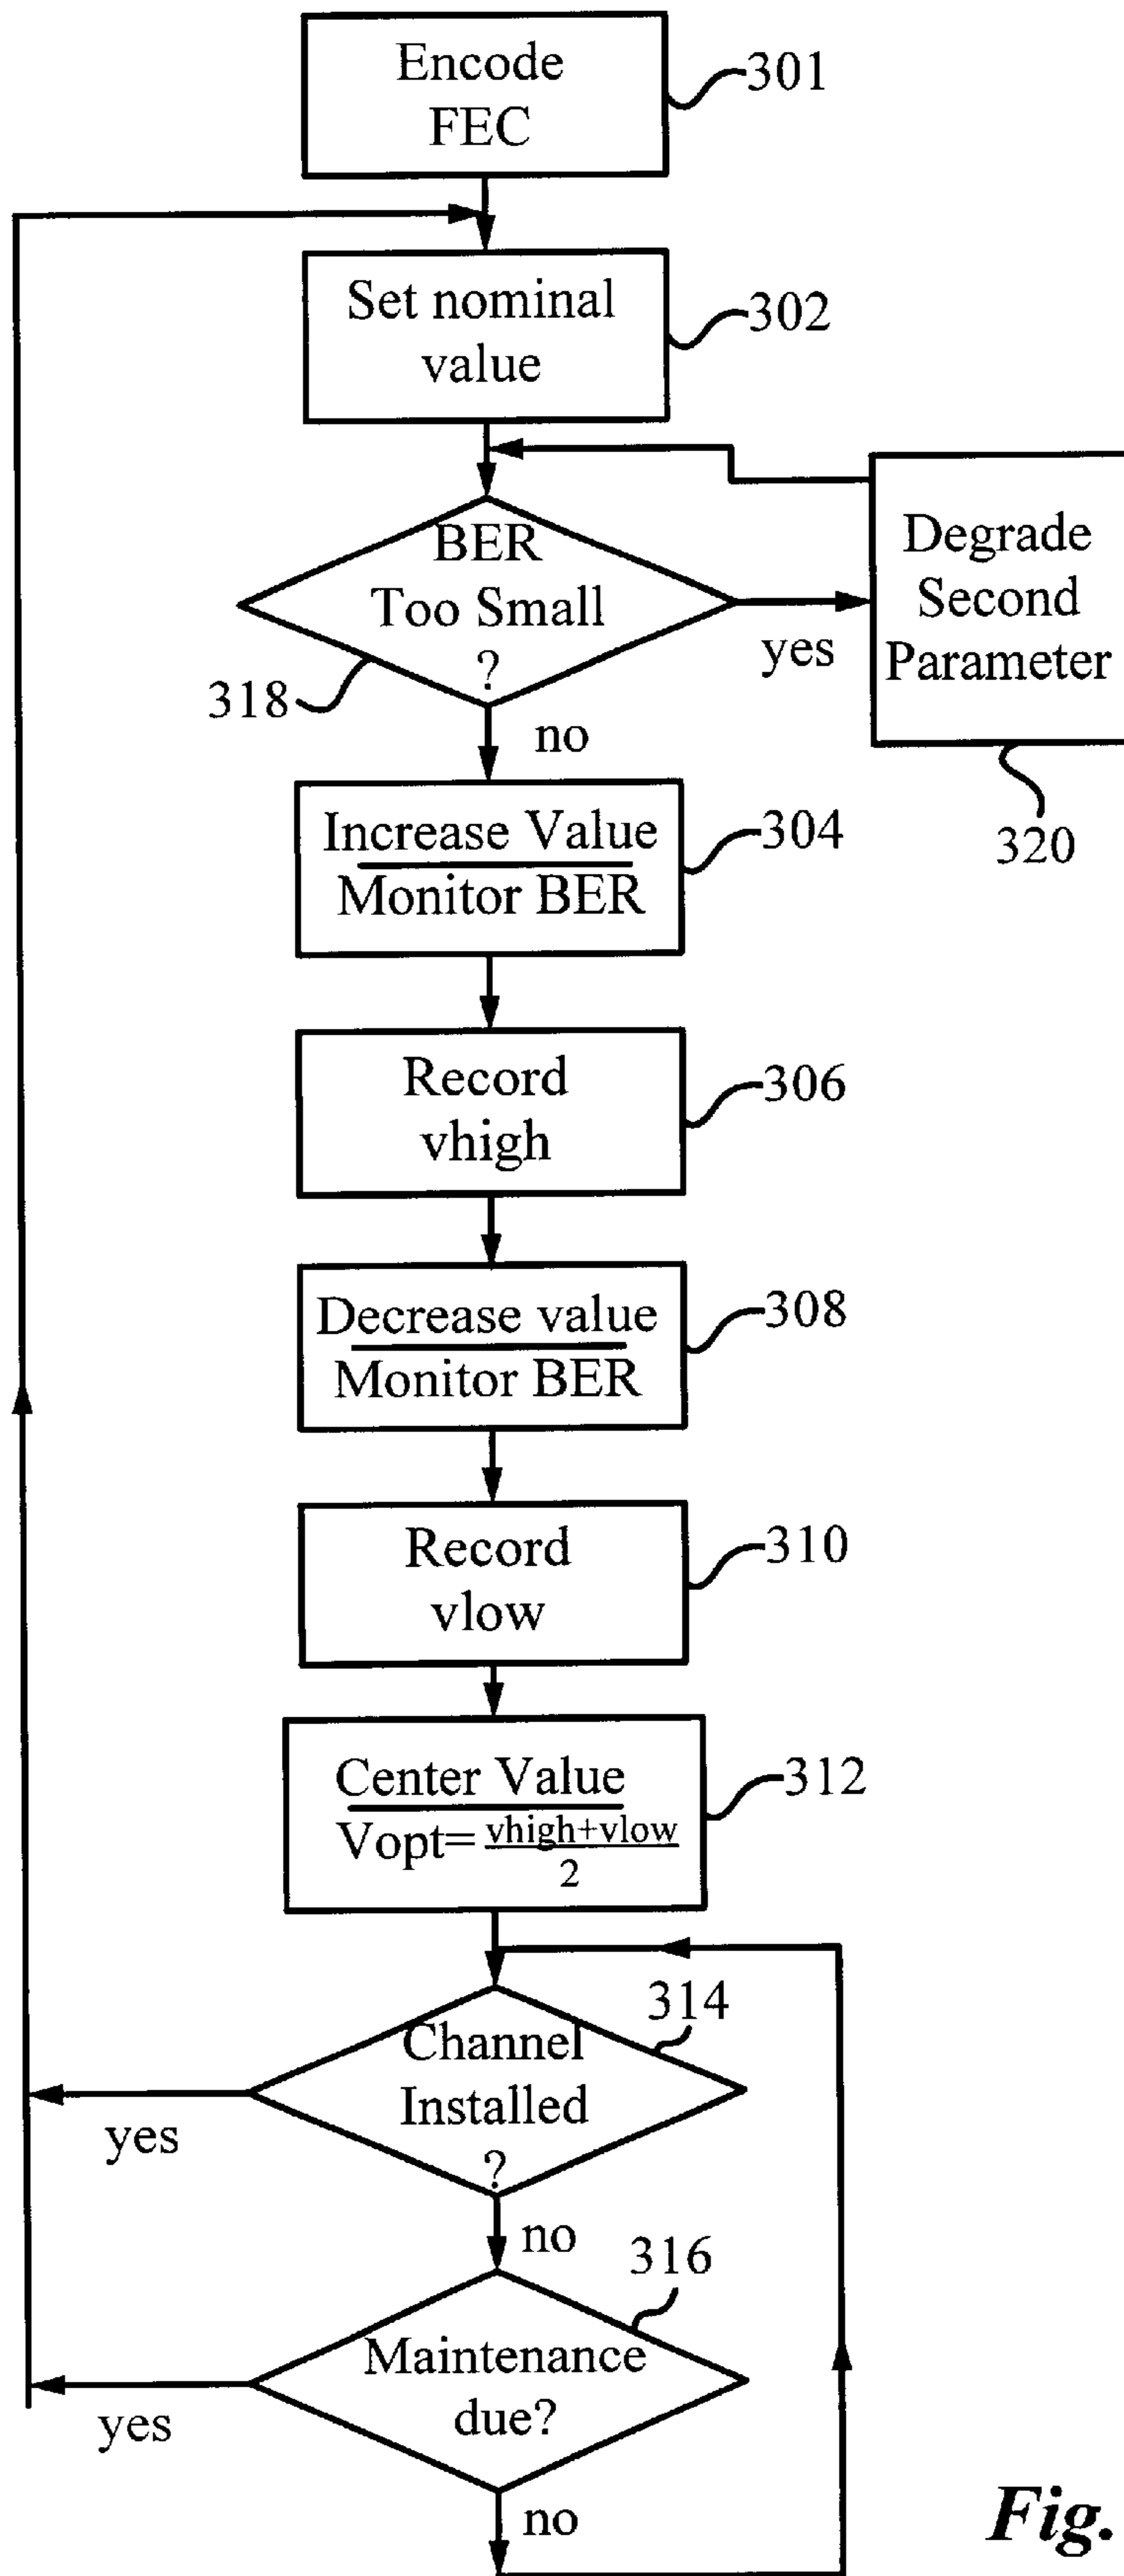 Encode
FEC
301
Set nominal
value
302
BER
Too Small
?
318
yes
no
Degrade
Second
Parameter
320
Increase Value
Monitor BER
304
Record
vhigh
306
Decrease value
Monitor BER
308
Record
vlow
310
Center Value
Vopt=vhigh+vlow
2
312
Channel
Installed
?
314
yes
no
Maintenance
due?
316
yes
no
Fig.